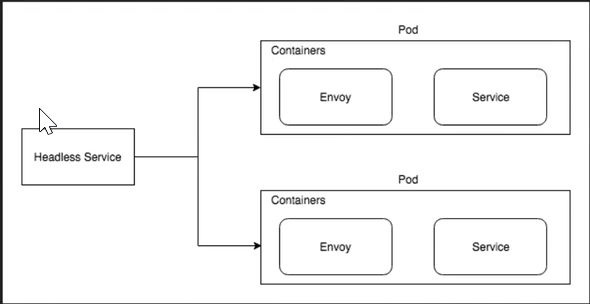 Pod
Containers
Envoy
Service
Headless Service
Pod
Containers
Envoy
Service